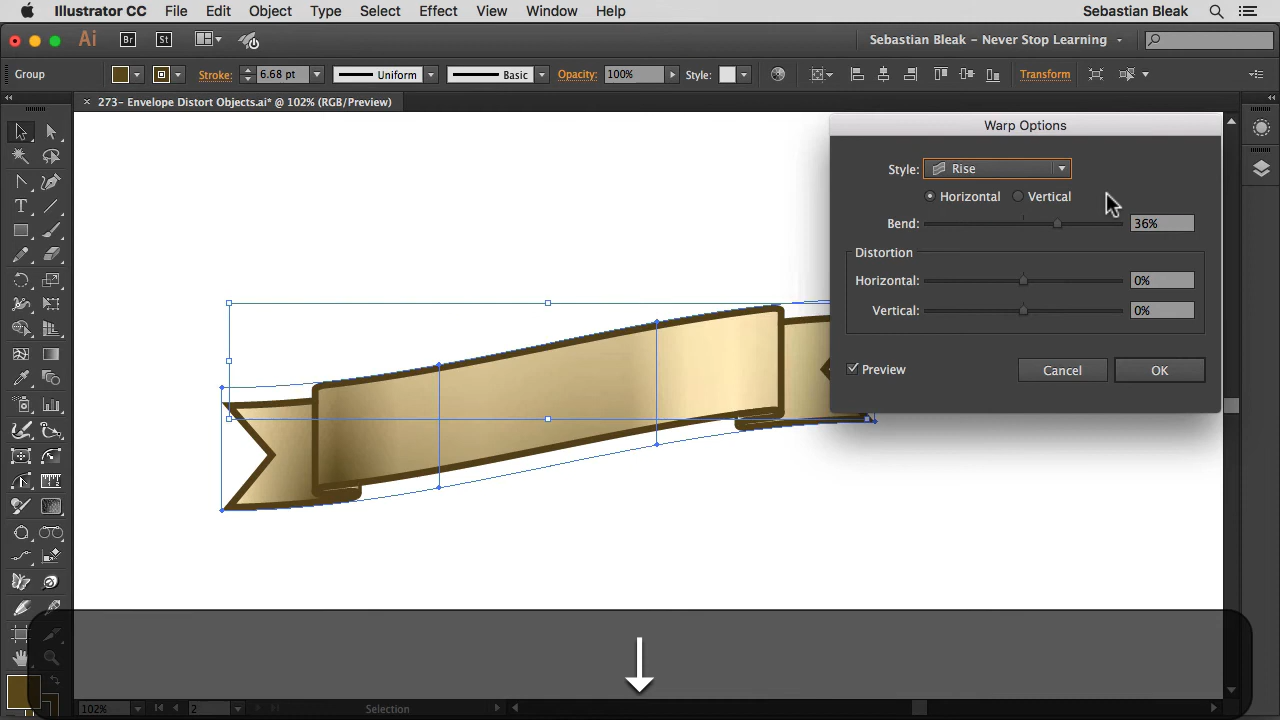 Illustrator CC File Edit Object Type Select Effect View Window Help Sebastian Bleak
Ai Br St Sebastian Bleak – Never Stop Learning
Group Stroke: 6.68 pt Uniform Basic Opacity: 100% Style: Transform
× 273- Envelope Distort Objects.ai* @ 102% (RGB/Preview)
Warp Options
Style: Rise
Horizontal Vertical
Bend: 36%
Distortion
Horizontal: 0%
Vertical: 0%
Preview Cancel OK
102% 2 Selection